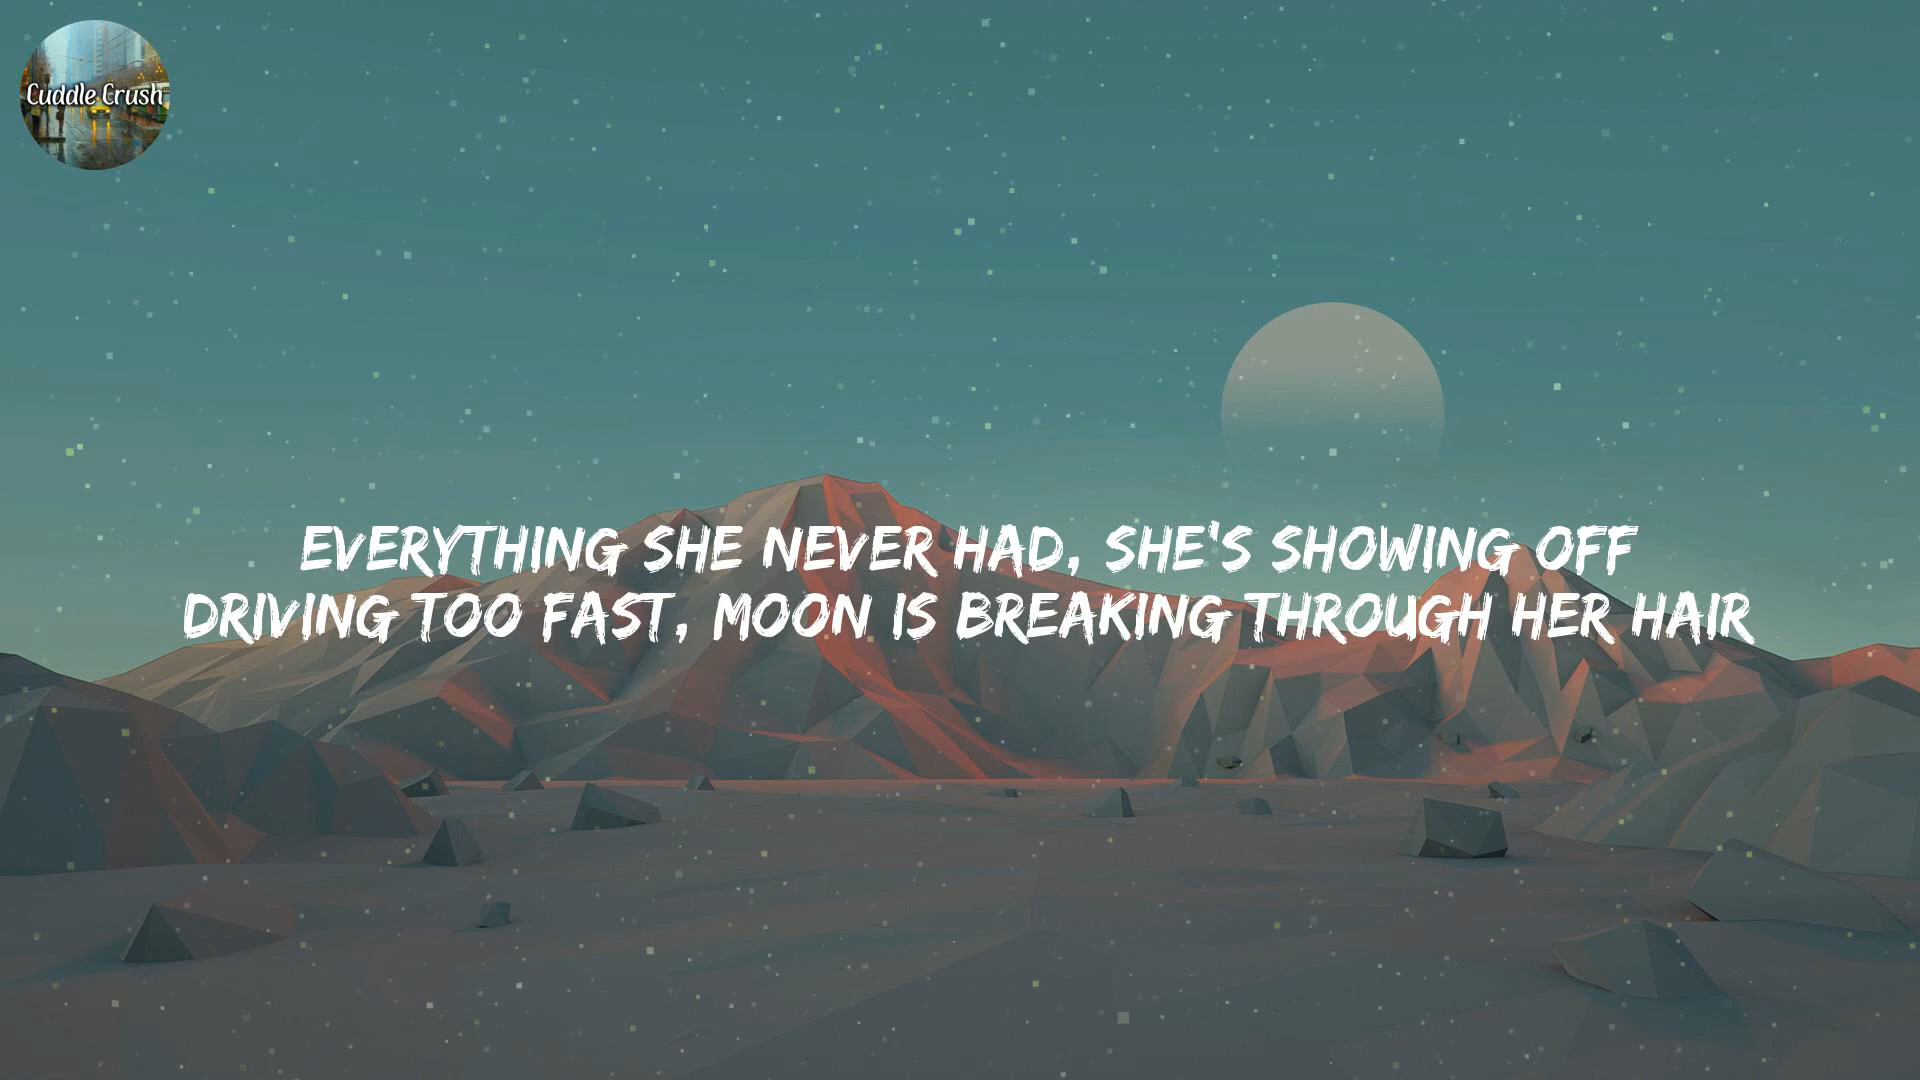 Cuddle Crush
EVERYTHING SHE NEVER HAD, SHE'S SHOWING OFF
DRIVING TOO FAST, MOON IS BREAKING THROUGH HER HAIR